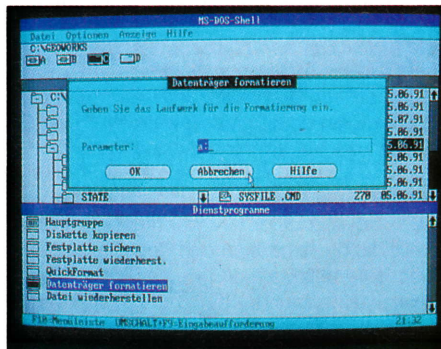 MS-DOS-Shell
Datei Optionen Anzeige Hilfe
C:\GEOWORKS
A B C D
Datenträger formatieren
C:\
Geben Sie das Laufwerk für die Formatierung ein.
Parameter: a:
OK Abbrechen Hilfe
5.06.91
5.06.91
5.07.91
5.06.91
5.06.91
5.06.91
5.06.91
5.06.91
STATE SYSFILE .CMD 270 05.06.91
Dienstprogramme
Hauptgruppe
Diskette kopieren
Festplatte sichern
Festplatte wiederherst.
QuickFormat
Datenträger formatieren
Datei wiederherstellen
F10=Menüleiste UMSCHALT+F9=Eingabeaufforderung 21:32